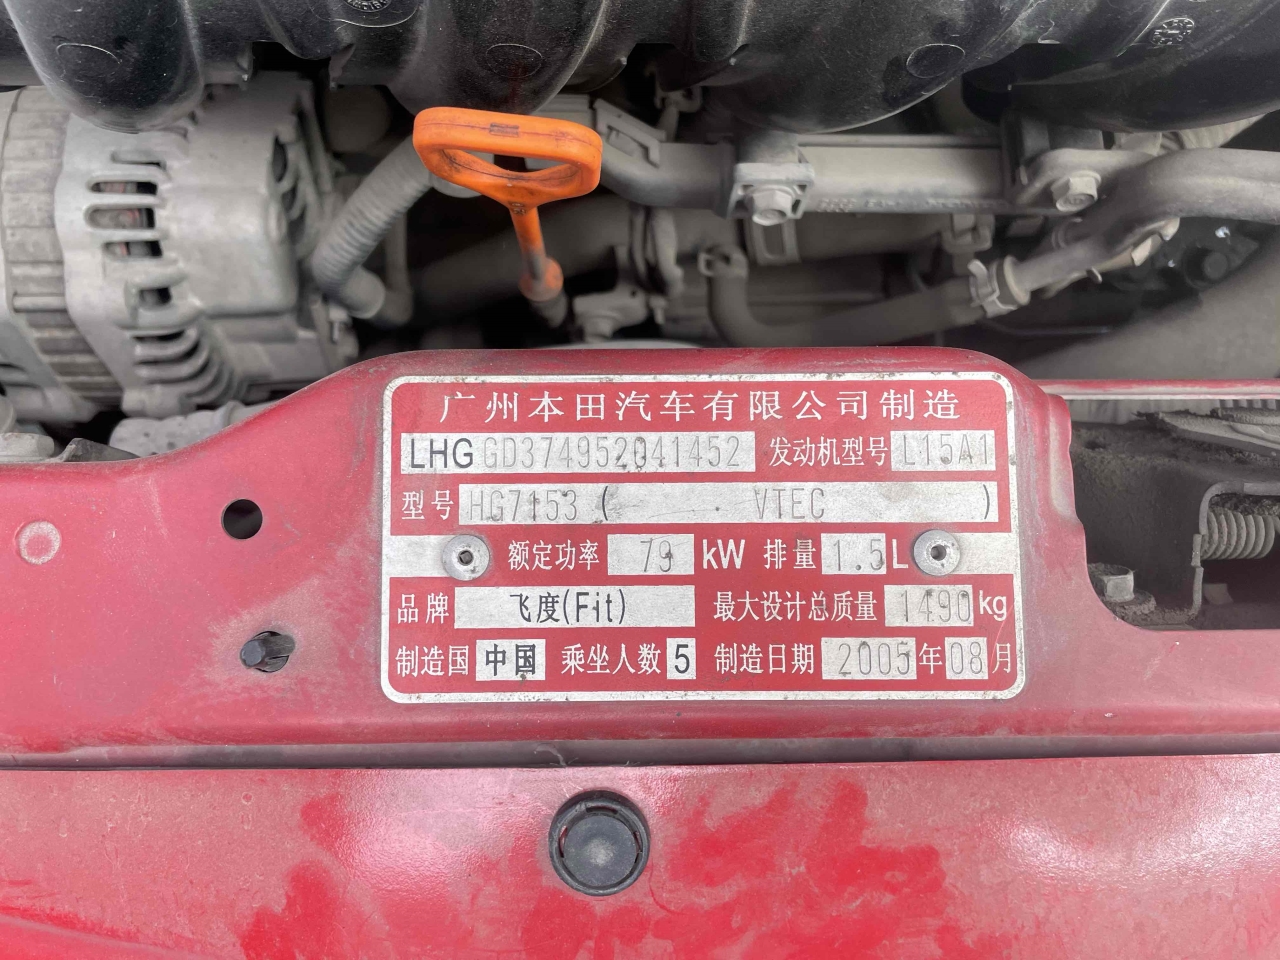 广州本田汽车有限公司制造
LHG GD374952041452 发动机型号 L15A1
型号 HG7153 ( VTEC )
额定功率 79 kW 排量 1.5 L
品牌 飞度(Fit) 最大设计总质量 1490 kg
制造国 中国 乘坐人数 5 制造日期 2005 年 08 月